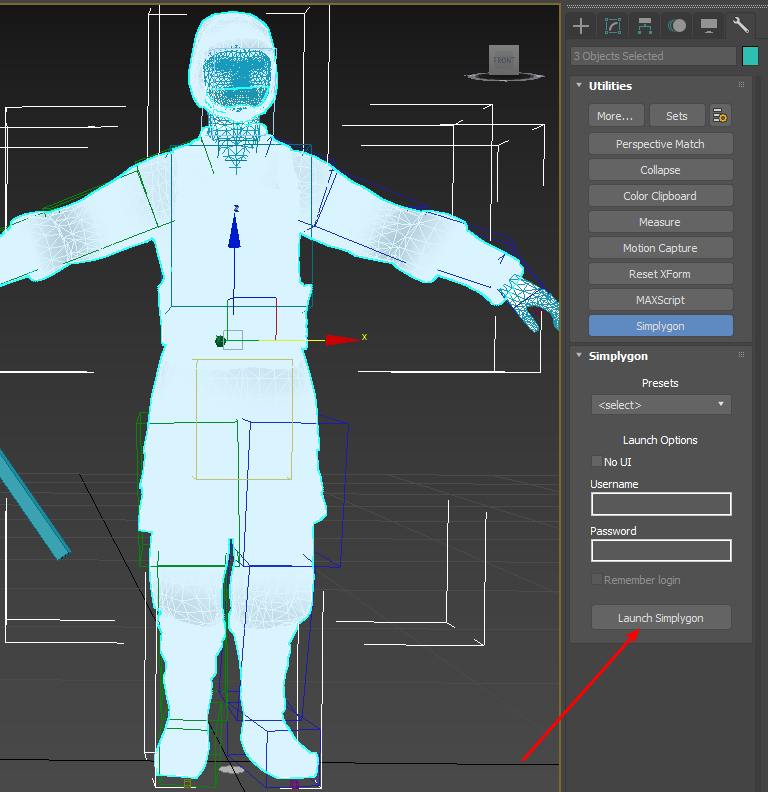 3 Objects Selected
FRONT
Utilities
More...
Sets
Perspective Match
Collapse
Color Clipboard
Measure
Motion Capture
Reset XForm
MAXScript
Simplygon
Simplygon
Presets
<select>
Launch Options
No UI
Username
Password
Remember login
Launch Simplygon
z
x